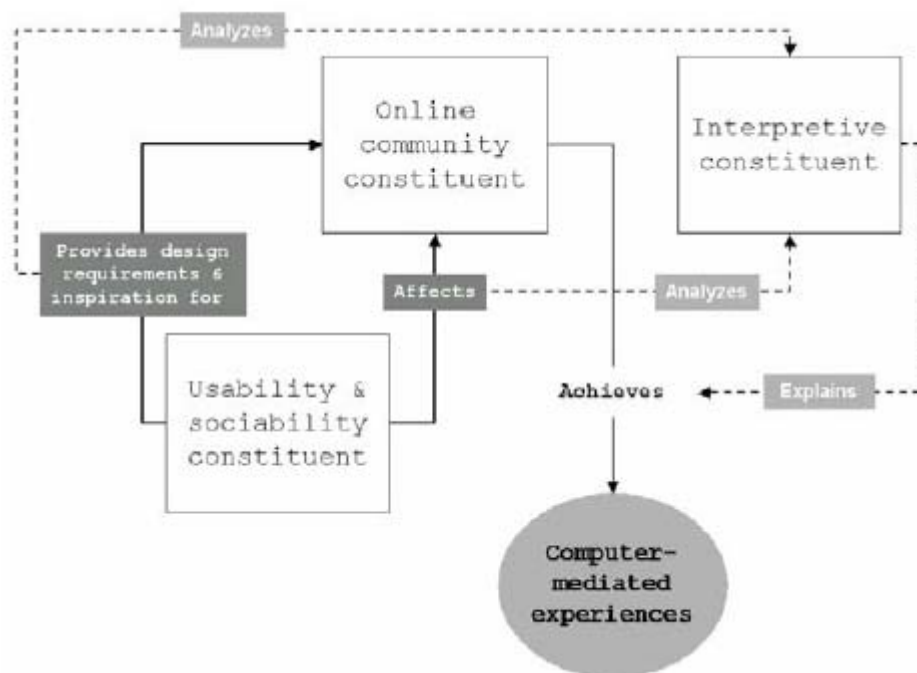 Analyzes
Online
community
constituent
Interpretive
constituent
Provides design
requirements &
inspiration for
Affects
Analyzes
Usability &
sociability
constituent
Achieves
Explains
Computer-
mediated
experiences